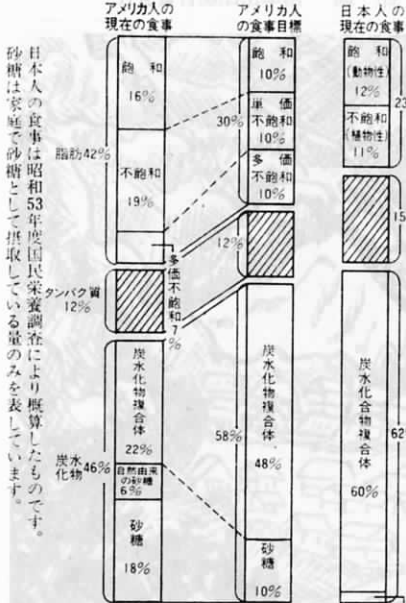 アメリカ人の
現在の食事
飽和
16%
不飽和
19%
多価不飽和7%
脂肪42%
タンパク質
12%
炭水化物46%
炭水化物複合体
22%
自然由来
の砂糖
6%
砂糖
18%
アメリカ人
の食事目標
飽和
10%
単価
不飽和
10%
多価
不飽和
10%
30%
12%
58%
炭水化物複合体
48%
砂糖
10%
日本人の
現在の食事
飽和
(動物性)
12%
不飽和
(植物性)
11%
23
15
炭水化合物複合体
60%
62%
日本人の食事は昭和53年度国民栄養調査により概算したものです。
砂糖は家庭で砂糖として摂取している量のみを表しています。